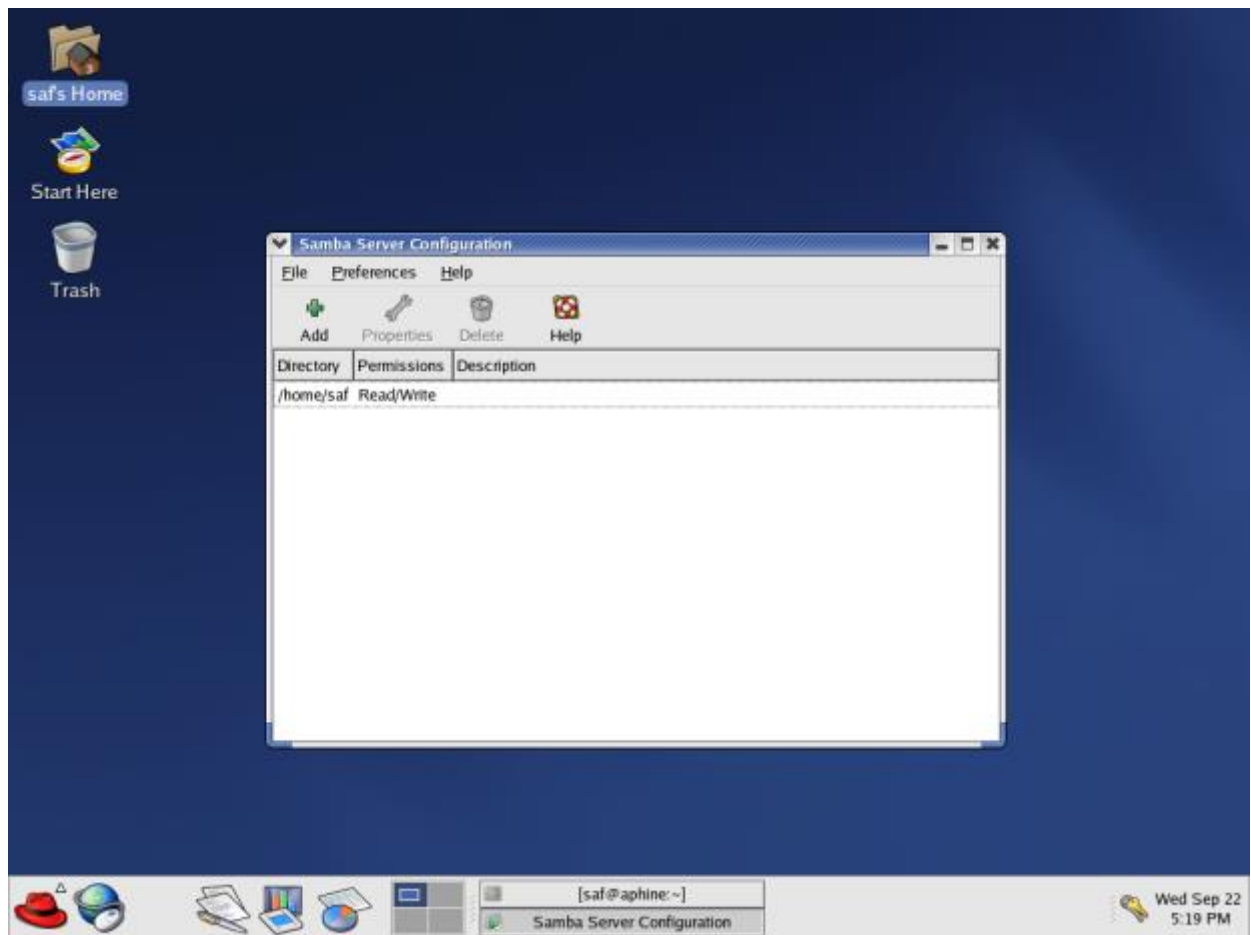 saf's Home
Start Here
Trash
Samba Server Configuration
File Preferences Help
Add Properties Delete Help
Directory Permissions Description
/home/saf Read/Write
[saf@aphine:~]
Samba Server Configuration
Wed Sep 22
5:19 PM